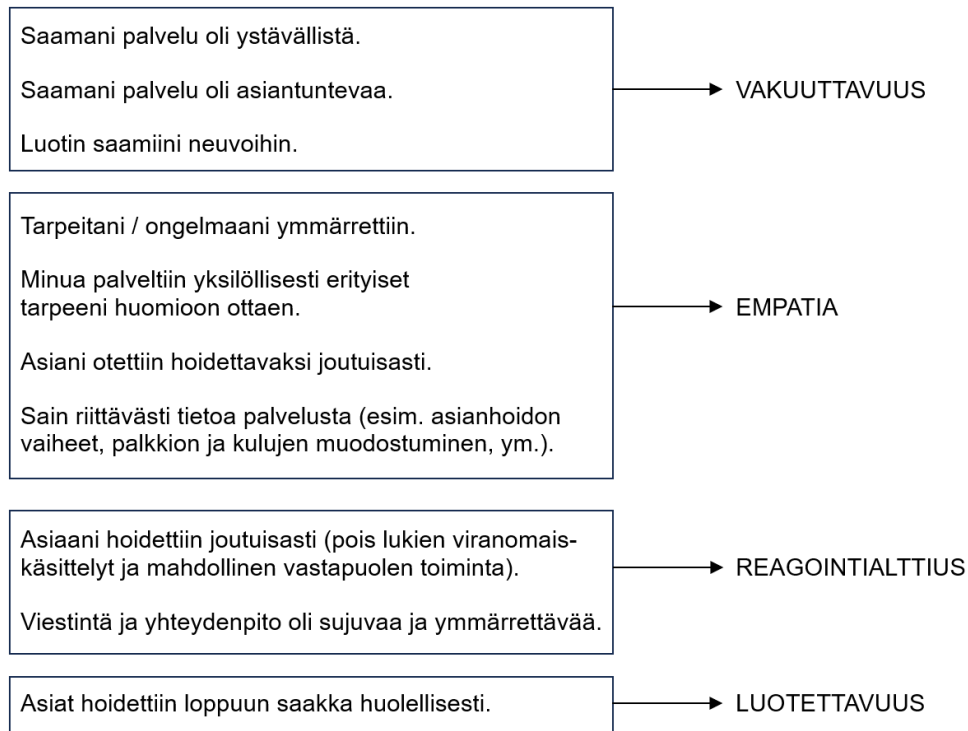 Saamani palvelu oli ystävällistä.
Saamani palvelu oli asiantuntevaa.
Luotin saamiini neuvoihin.
VAKUUTTAVUUS
Tarpeitani / ongelmaani ymmärrettiin.
Minua palveltiin yksilöllisesti erityiset
tarpeeni huomioon ottaen.
Asiani otettiin hoidettavaksi joutuisasti.
Sain riittävästi tietoa palvelusta (esim. asianhoidon
vaiheet, palkkion ja kulujen muodostuminen, ym.).
EMPATIA
Asiaani hoidettiin joutuisasti (pois lukien viranomais-
käsittelyt ja mahdollinen vastapuolen toiminta).
Viestintä ja yhteydenpito oli sujuvaa ja ymmärrettävää.
REAGOINTIALTTIUS
Asiat hoidettiin loppuun saakka huolellisesti.
LUOTETTAVUUS